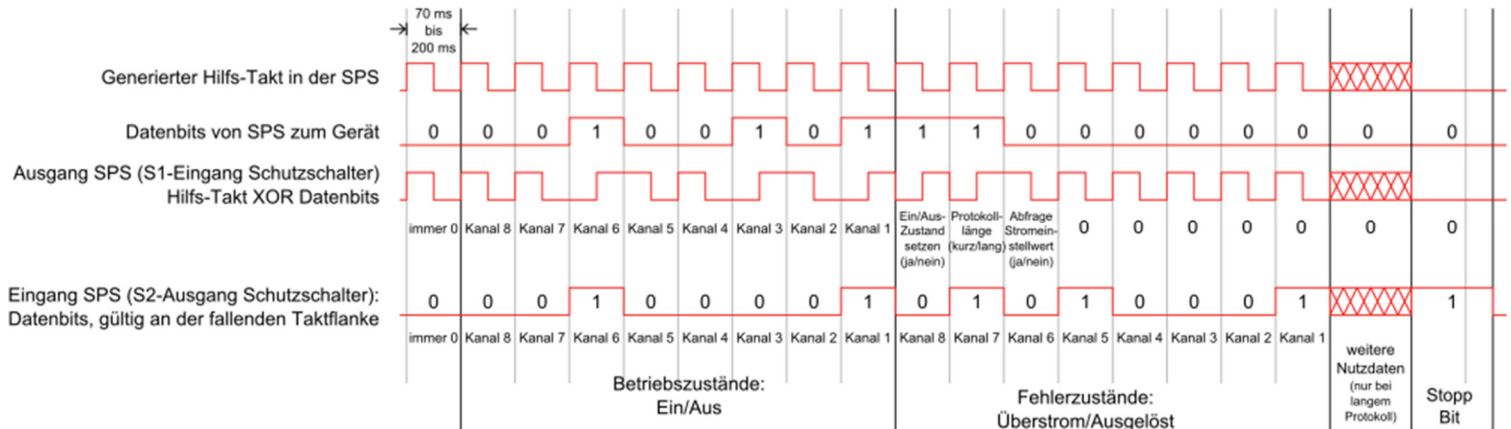 70 ms
bis
200 ms
Generierter Hilfs-Takt in der SPS
Datenbits von SPS zum Gerät
0 0 0 1 0 0 1 0 1 1 1 0 0 0 0 0 0 0 0
Ausgang SPS (S1-Eingang Schutzschalter)
Hilfs-Takt XOR Datenbits
immer 0 Kanal 8 Kanal 7 Kanal 6 Kanal 5 Kanal 4 Kanal 3 Kanal 2 Kanal 1
Ein/Aus-
Zustand
setzen
(ja/nein)
Protokoll-
länge
(kurz/lang)
Abfrage
Stromein-
stellwert
(ja/nein)
0 0 0 0 0 0 0
Eingang SPS (S2-Ausgang Schutzschalter):
Datenbits, gültig an der fallenden Taktflanke
0 0 0 1 0 0 0 0 1 0 1 0 1 0 0 0 1 1
immer 0 Kanal 8 Kanal 7 Kanal 6 Kanal 5 Kanal 4 Kanal 3 Kanal 2 Kanal 1 Kanal 8 Kanal 7 Kanal 6 Kanal 5 Kanal 4 Kanal 3 Kanal 2 Kanal 1
Betriebszustände:
Ein/Aus
Fehlerzustände:
Überstrom/Ausgelöst
weitere
Nutzdaten
(nur bei
langem
Protokoll)
Stopp
Bit